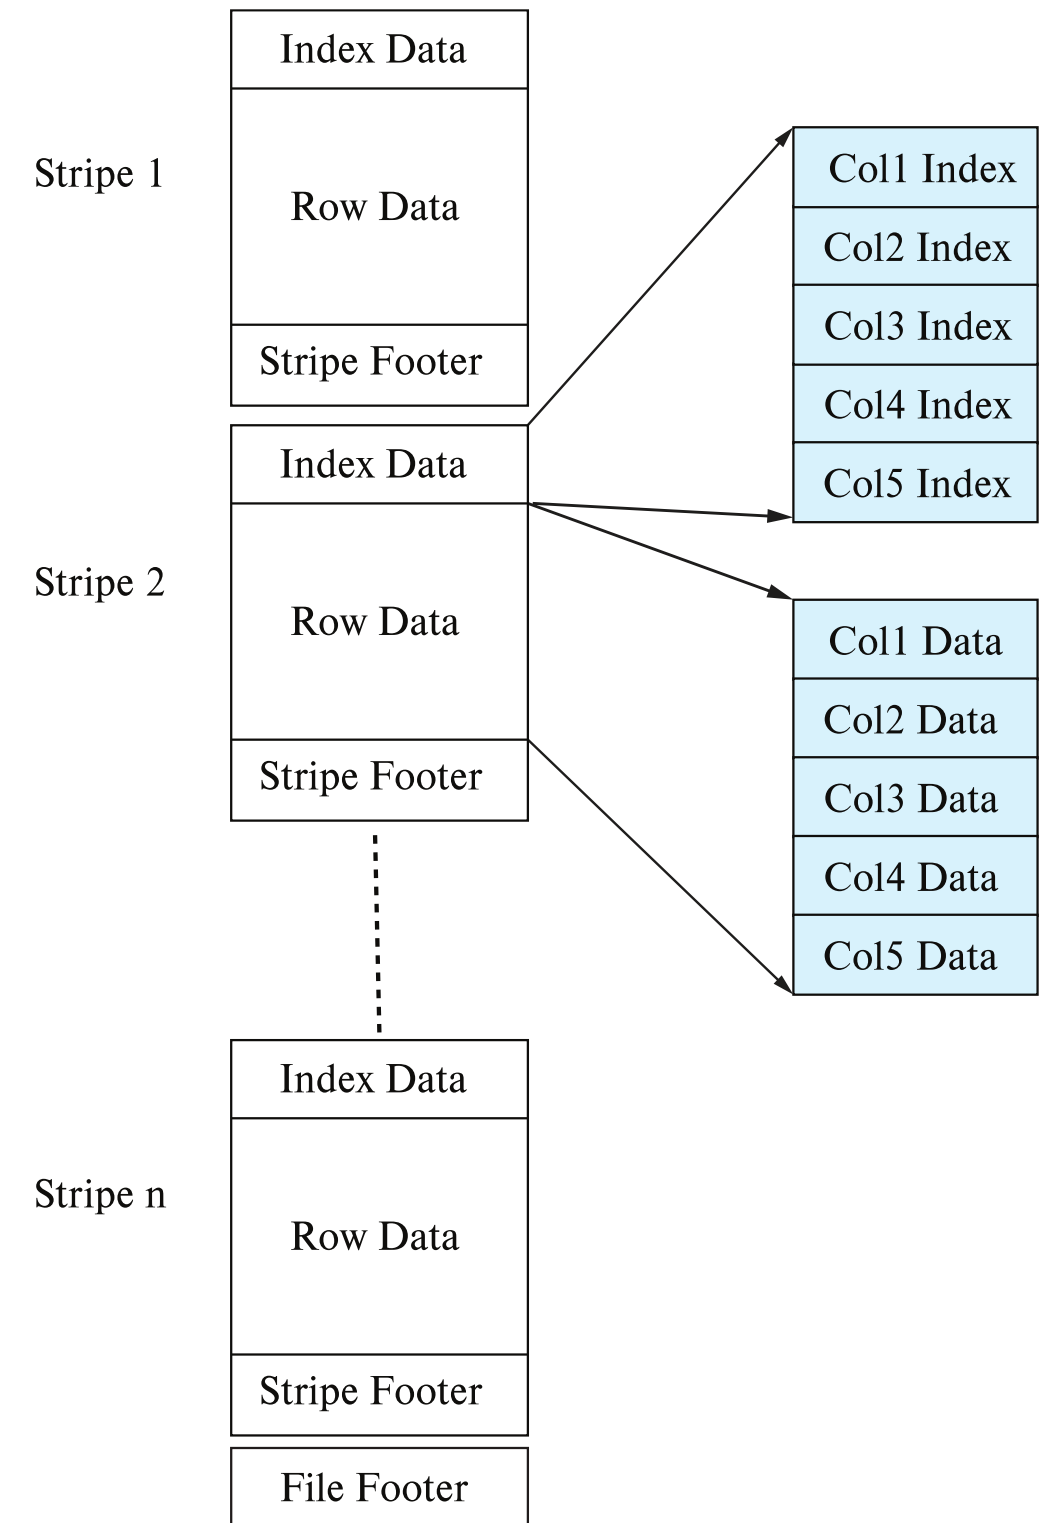 Index Data
Stripe 1
Row Data
Stripe Footer
Col1 Index
Col2 Index
Col3 Index
Col4 Index
Col5 Index
Index Data
Stripe 2
Row Data
Stripe Footer
Col1 Data
Col2 Data
Col3 Data
Col4 Data
Col5 Data
Index Data
Stripe n
Row Data
Stripe Footer
File Footer